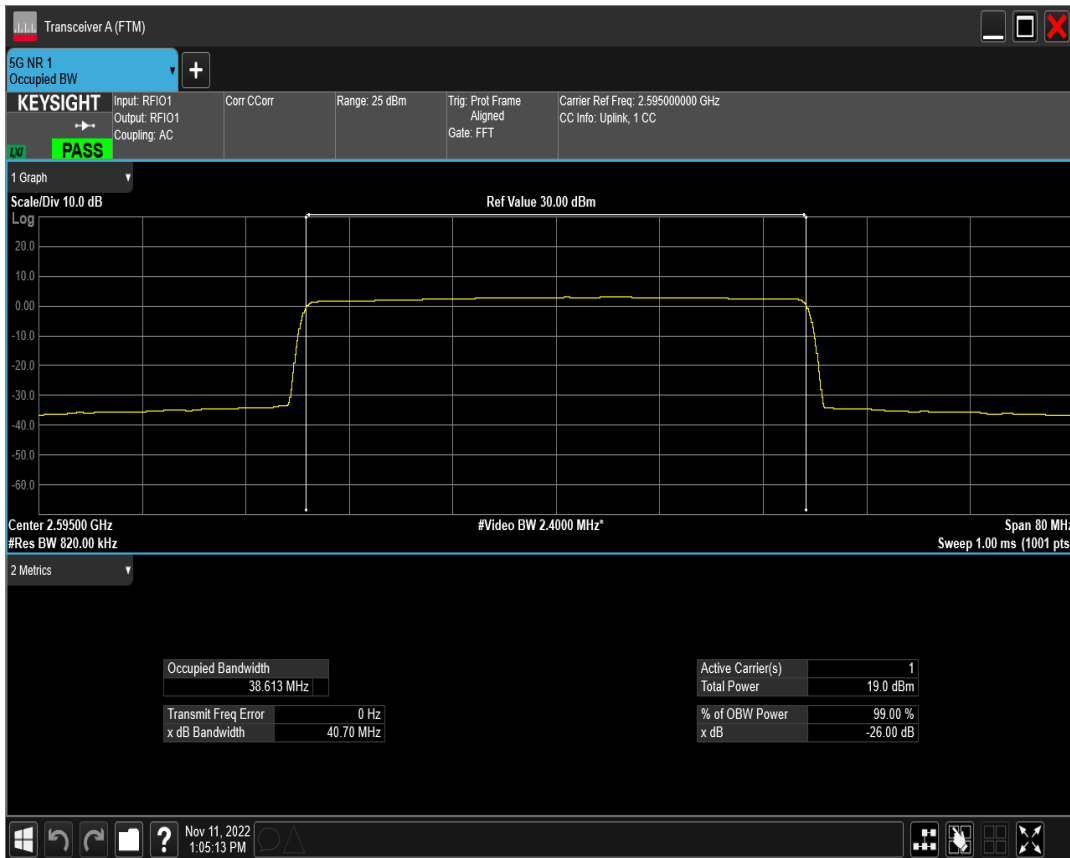 Transceiver A (FTM)
5G NR 1
Occupied BW
+
KEYSIGHT
LXI
PASS
Input: RFIO1
Output: RFIO1
Coupling: AC
Corr CCorr
Range: 25 dBm
Trig: Prot Frame
Aligned
Gate: FFT
Carrier Ref Freq: 2.595000000 GHz
CC Info: Uplink, 1 CC
1 Graph
Scale/Div 10.0 dB
Ref Value 30.00 dBm
Log
20.0
10.0
0.00
-10.0
-20.0
-30.0
-40.0
-50.0
-60.0
Center 2.59500 GHz
#Video BW 2.4000 MHz*
Span 80 MHz
#Res BW 820.00 kHz
Sweep 1.00 ms (1001 pts
2 Metrics
Occupied Bandwidth
38.613 MHz
Transmit Freq Error 0 Hz
x dB Bandwidth 40.70 MHz
Active Carrier(s) 1
Total Power 19.0 dBm
% of OBW Power 99.00 %
x dB -26.00 dB
?
Nov 11, 2022
1:05:13 PM